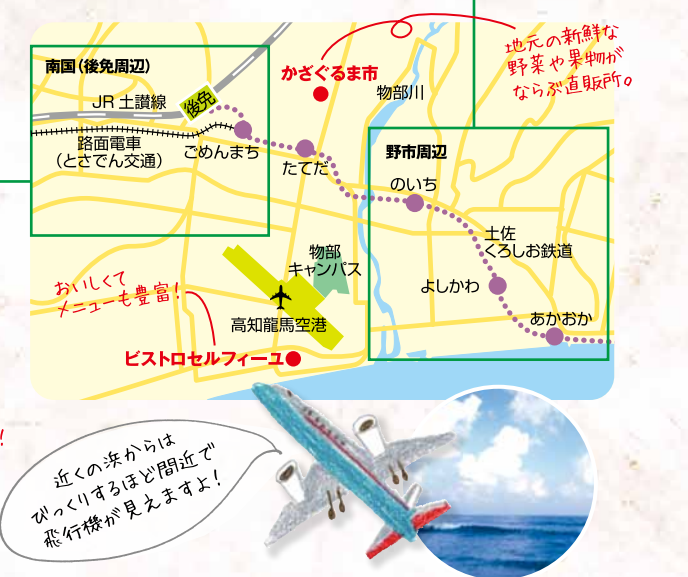 南国（後免周辺）
JR 土讃線
後免
路面電車
（とさでん交通）
ごめんまち
かざぐるま市
地元の新鮮な
野菜や果物が
ならぶ直販所。
物部川
たてだ
野市周辺
のいち
土佐
くろしお鉄道
よしかわ
あかおか
物部
キャンパス
高知龍馬空港
おいしくて
メニューも豊富！
ビストロセルフィーユ
!
近くの浜からは
びっくりするほど間近で
飛行機が見えますよ！